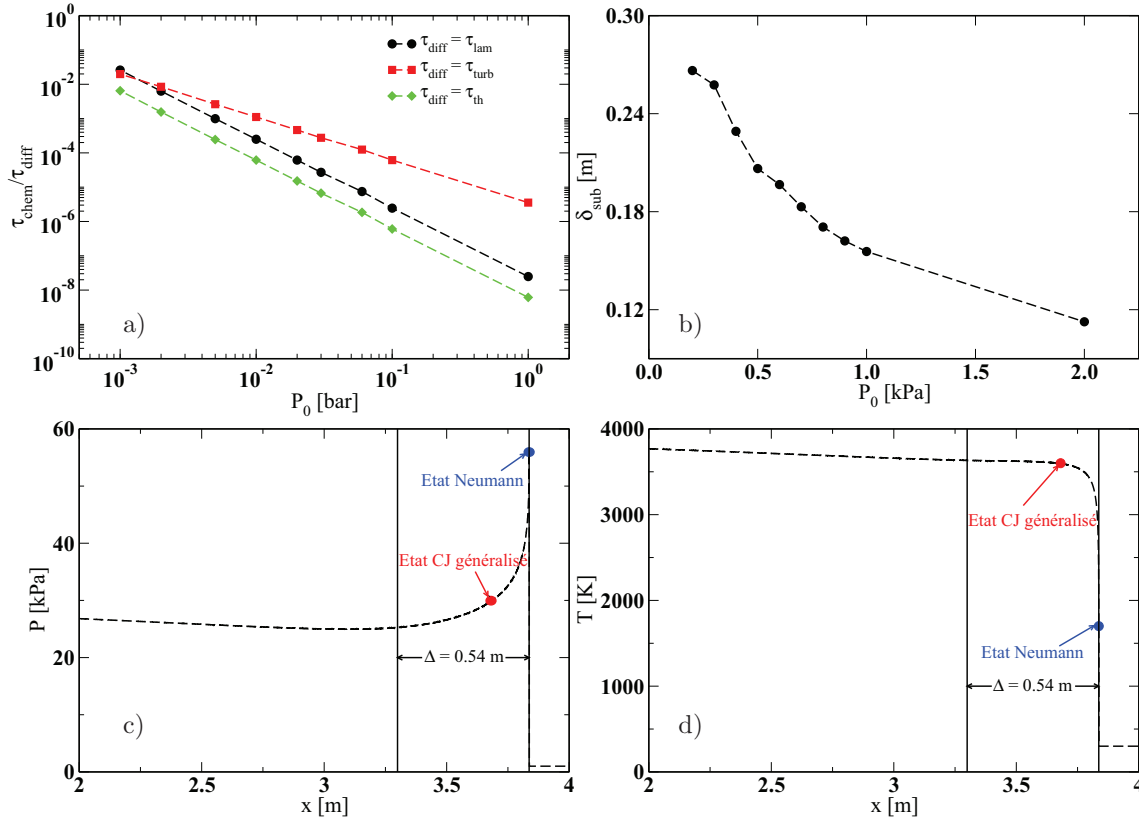 10^0
10^-2
10^-4
10^-6
10^-8
10^-10
τ_chem/τ_diff
τ_diff = τ_lam
τ_diff = τ_turb
τ_diff = τ_th
a)
10^-3 10^-2 10^-1 10^0
P_0 [bar]
0.30
0.24
0.18
0.12
δ_sub [m]
b)
0.0 0.5 1.0 1.5 2.0
P_0 [kPa]
60
40
20
0
P [kPa]
Etat Neumann
Etat CJ généralisé
Δ = 0.54 m
c)
2 2.5 3 3.5 4
x [m]
4000
3000
2000
1000
0
T [K]
Etat CJ généralisé
Etat Neumann
Δ = 0.54 m
d)
2 2.5 3 3.5 4
x [m]